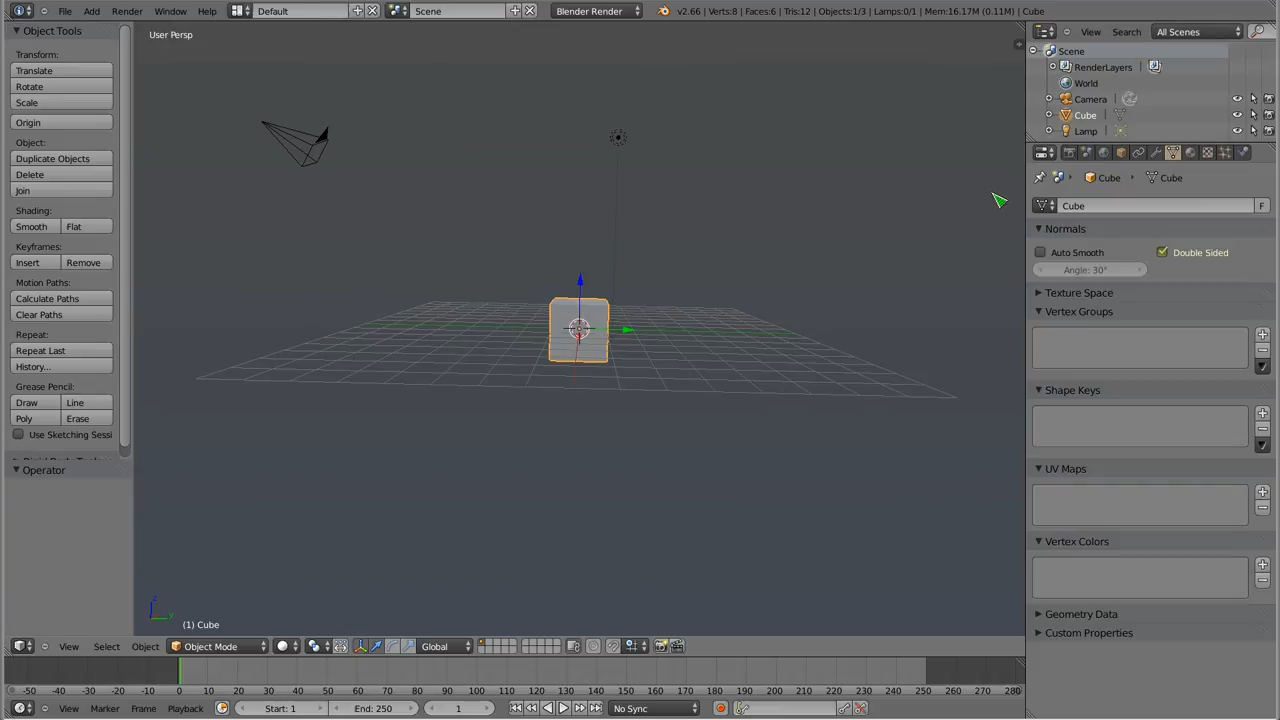 File Add Render Window Help Default Scene Blender Render v2.66 | Verts:8 | Faces:6 | Tris:12 | Objects:1/3 | Lamps:0/1 | Mem:16.17M (0.11M) | Cube
Object Tools
Transform:
Translate
Rotate
Scale
Origin
Object:
Duplicate Objects
Delete
Join
Shading:
Smooth Flat
Keyframes:
Insert Remove
Motion Paths:
Calculate Paths
Clear Paths
Repeat:
Repeat Last
History...
Grease Pencil:
Draw Line
Poly Erase
Use Sketching Sessi
Operator
User Persp
z
y
(1) Cube
View Select Object Object Mode Global
-50 -40 -30 -20 -10 0 10 20 30 40 50 60 70 80 90 100 110 120 130 140 150 160 170 180 190 200 210 220 230 240 250 260 270 280
View Marker Frame Playback Start: 1 End: 250 1 No Sync
View Search All Scenes
Scene
RenderLayers |
World
Camera |
Cube |
Lamp |
Cube Cube
Cube F
Normals
Auto Smooth Double Sided
Angle: 30°
Texture Space
Vertex Groups
Shape Keys
UV Maps
Vertex Colors
Geometry Data
Custom Properties